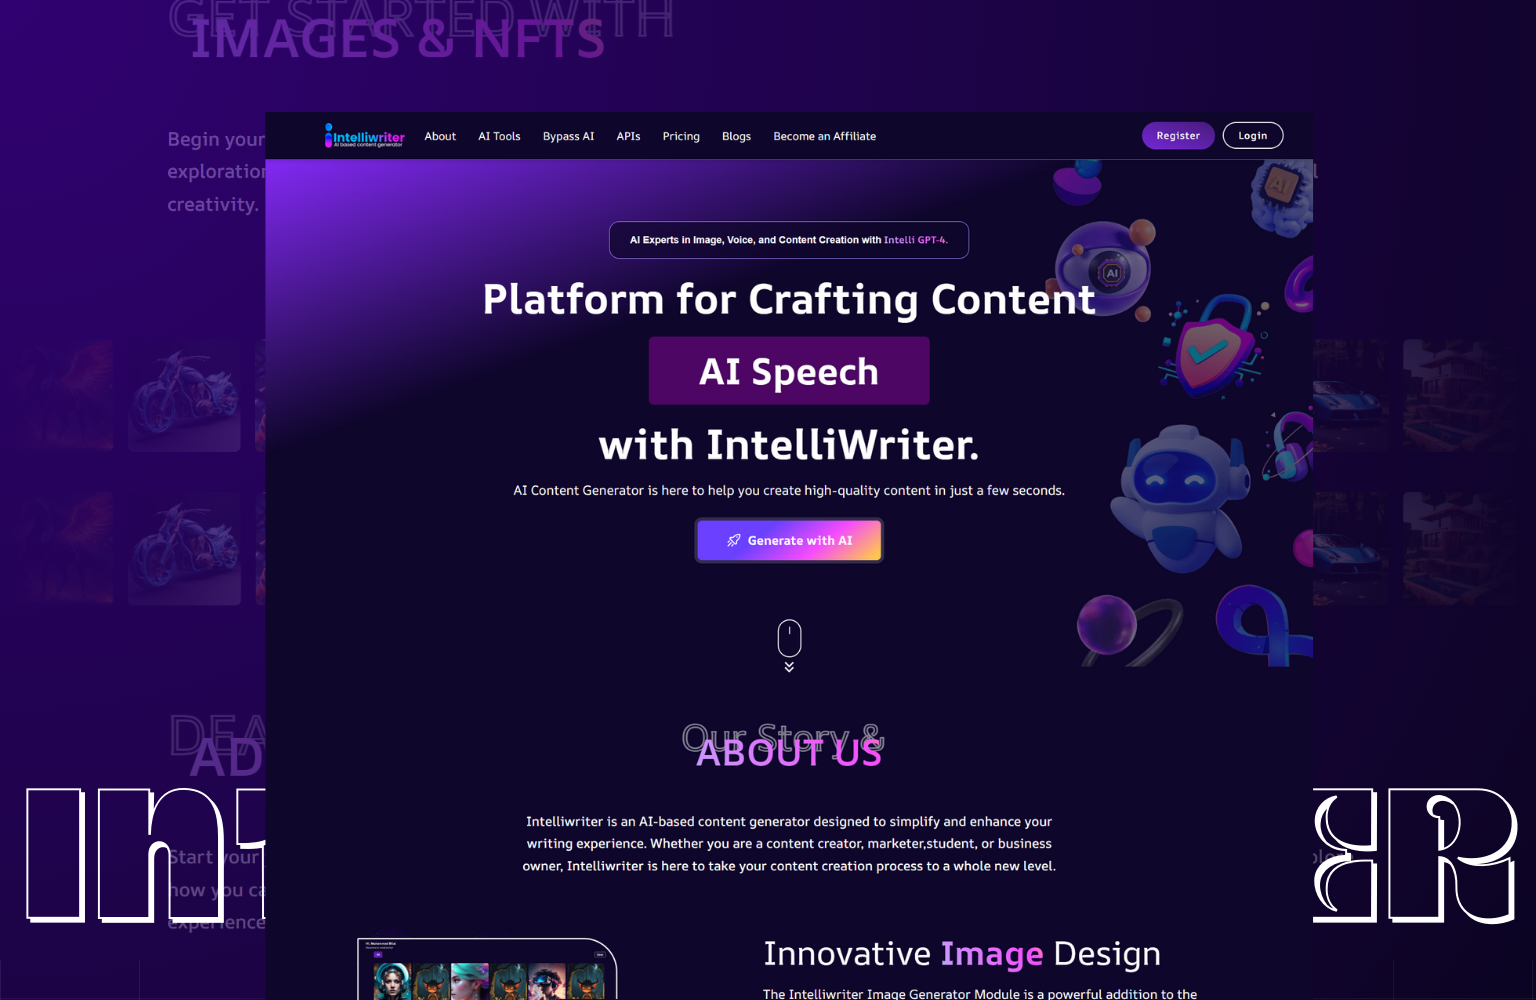 GET STARTED WITH
IMAGES & NFTS
Begin your
exploration
creativity.
Intelliwriter
AI based content generator
About
AI Tools
Bypass AI
APIs
Pricing
Blogs
Become an Affiliate
Register
Login
AI Experts in Image, Voice, and Content Creation with Intelli GPT-4.
Platform for Crafting Content
AI Speech
with IntelliWriter.
AI Content Generator is here to help you create high-quality content in just a few seconds.
Generate with AI
AI
AI
Our Story &
ABOUT US
Intelliwriter is an AI-based content generator designed to simplify and enhance your
writing experience. Whether you are a content creator, marketer,student, or business
owner, Intelliwriter is here to take your content creation process to a whole new level.
Start your
how you ca
experience
Innovative Image Design
The Intelliwriter Image Generator Module is a powerful addition to the